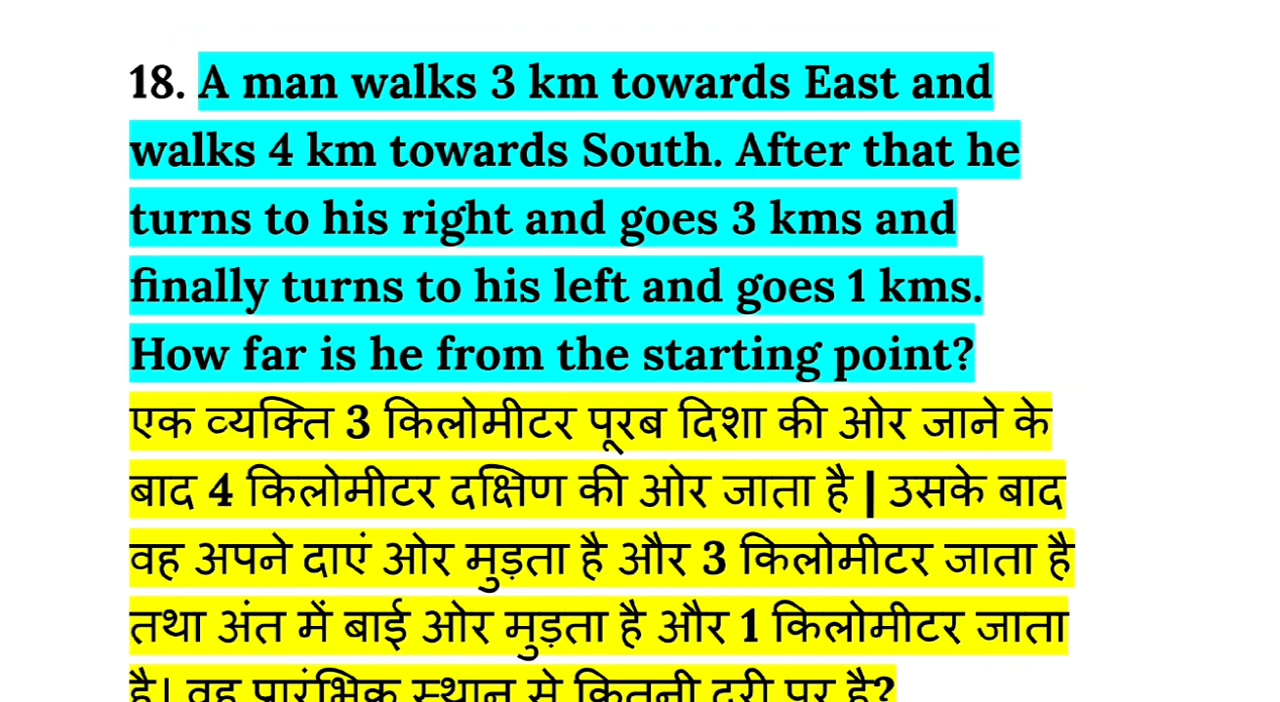 18. A man walks 3 km towards East and
walks 4 km towards South. After that he
turns to his right and goes 3 kms and
finally turns to his left and goes 1 kms.
How far is he from the starting point?
एक व्यक्ति 3 किलोमीटर पूरब दिशा की ओर जाने के
बाद 4 किलोमीटर दक्षिण की ओर जाता है | उसके बाद
वह अपने दाएं ओर मुड़ता है और 3 किलोमीटर जाता है
तथा अंत में बाई ओर मुड़ता है और 1 किलोमीटर जाता
है। वह प्रारंभिक स्थान से कितनी दूरी पर है?